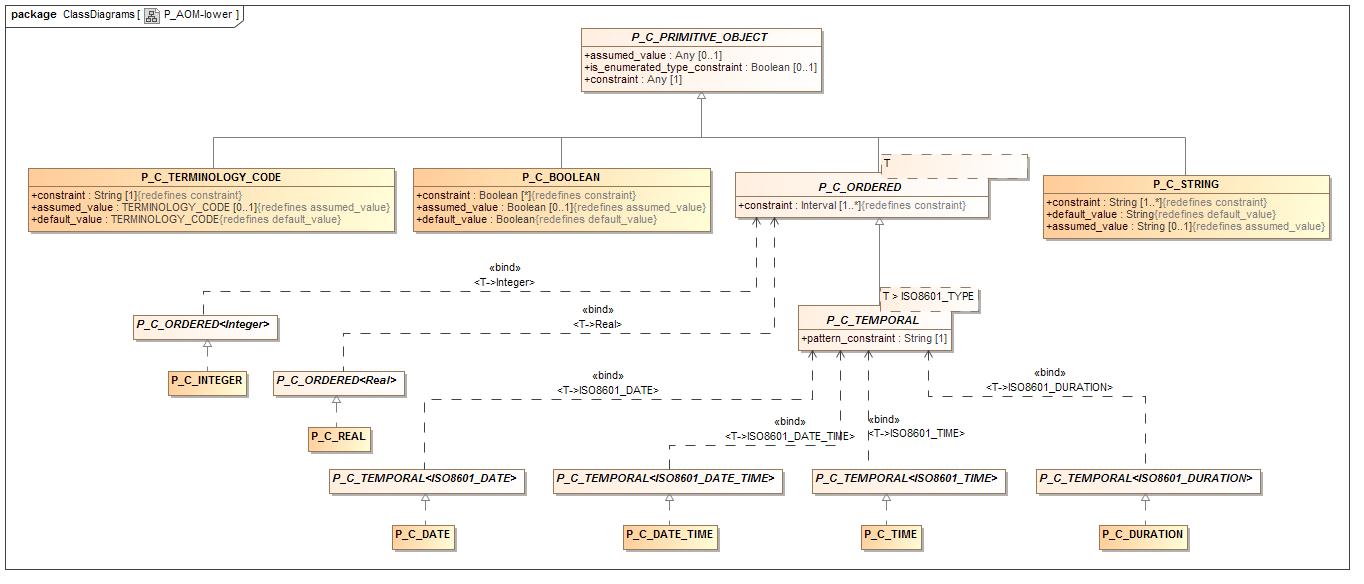 package ClassDiagrams [ P_AOM-lower ]
P_C_PRIMITIVE_OBJECT
+assumed_value : Any [0..1]
+is_enumerated_type_constraint : Boolean [0..1]
+constraint : Any [1]
P_C_TERMINOLOGY_CODE
+constraint : String [1]{redefines constraint}
+assumed_value : TERMINOLOGY_CODE [0..1]{redefines assumed_value}
+default_value : TERMINOLOGY_CODE{redefines default_value}
P_C_BOOLEAN
+constraint : Boolean [*]{redefines constraint}
+assumed_value : Boolean [0..1]{redefines assumed_value}
+default_value : Boolean{redefines default_value}
T
P_C_ORDERED
+constraint : Interval [1..*]{redefines constraint}
P_C_STRING
+constraint : String [1..*]{redefines constraint}
+default_value : String{redefines default_value}
+assumed_value : String [0..1]{redefines assumed_value}
«bind»
<T->Integer>
P_C_ORDERED<Integer>
«bind»
<T->Real>
T > ISO8601_TYPE
P_C_TEMPORAL
+pattern_constraint : String [1]
P_C_INTEGER
P_C_ORDERED<Real>
«bind»
<T->ISO8601_DATE>
«bind»
<T->ISO8601_DURATION>
P_C_REAL
«bind»
<T->ISO8601_DATE_TIME>
«bind»
<T->ISO8601_TIME>
P_C_TEMPORAL<ISO8601_DATE>
P_C_TEMPORAL<ISO8601_DATE_TIME>
P_C_TEMPORAL<ISO8601_TIME>
P_C_TEMPORAL<ISO8601_DURATION>
P_C_DATE
P_C_DATE_TIME
P_C_TIME
P_C_DURATION